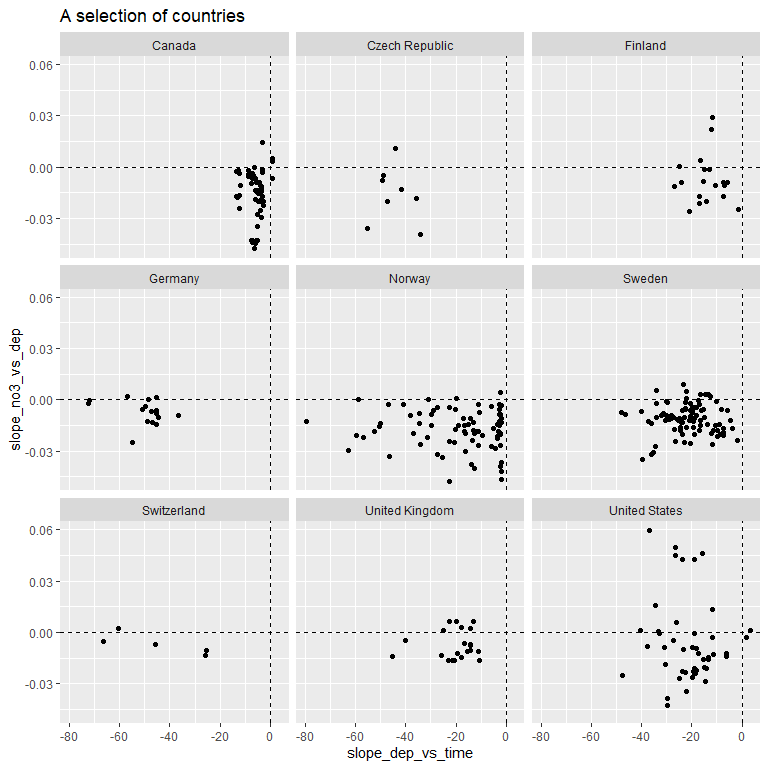 A selection of countries
Canada Czech Republic Finland
0.06
0.03
0.00
-0.03
Germany Norway Sweden
0.06
0.03
0.00
-0.03
slope_no3_vs_dep
Switzerland United Kingdom United States
0.06
0.03
0.00
-0.03
-80 -60 -40 -20 0 -80 -60 -40 -20 0 -80 -60 -40 -20 0
slope_dep_vs_time